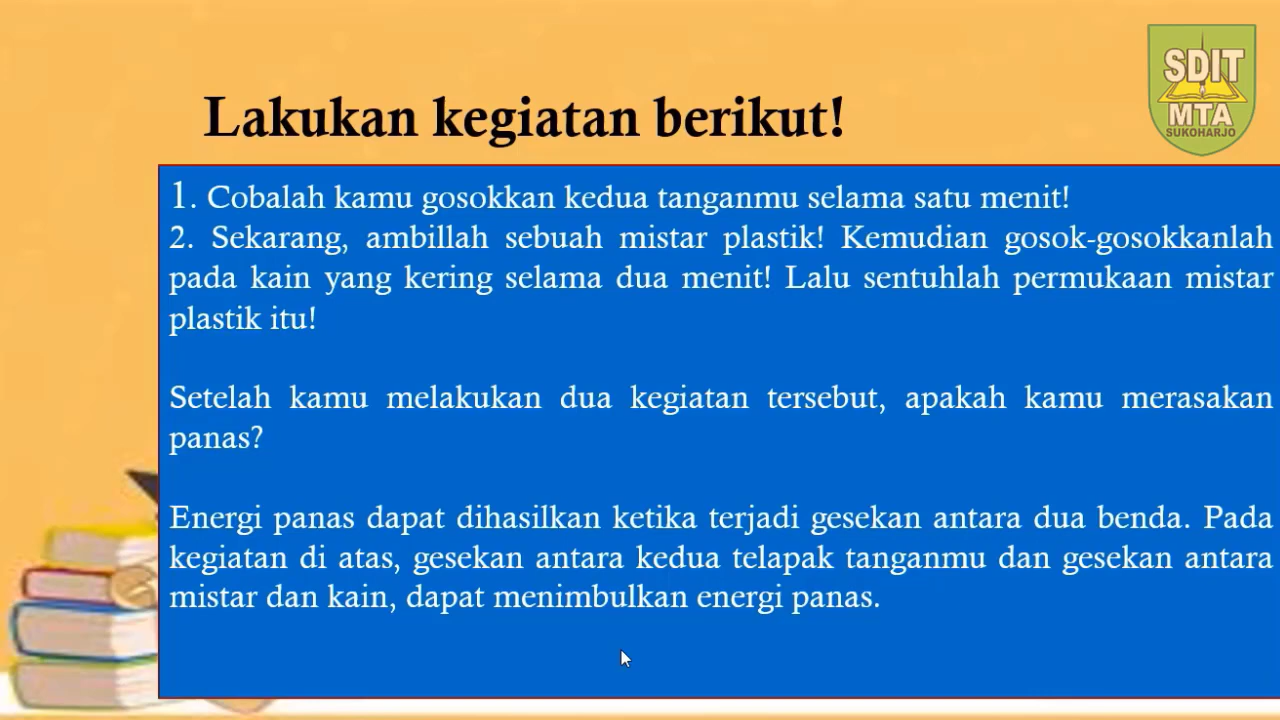 SDIT
MTA
SUKOHARJO
Lakukan kegiatan berikut!
1. Cobalah kamu gosokkan kedua tanganmu selama satu menit!
2. Sekarang, ambillah sebuah mistar plastik! Kemudian gosok-gosokkanlah
pada kain yang kering selama dua menit! Lalu sentuhlah permukaan mistar
plastik itu!
Setelah kamu melakukan dua kegiatan tersebut, apakah kamu merasakan
panas?
Energi panas dapat dihasilkan ketika terjadi gesekan antara dua benda. Pada
kegiatan di atas, gesekan antara kedua telapak tanganmu dan gesekan antara
mistar dan kain, dapat menimbulkan energi panas.